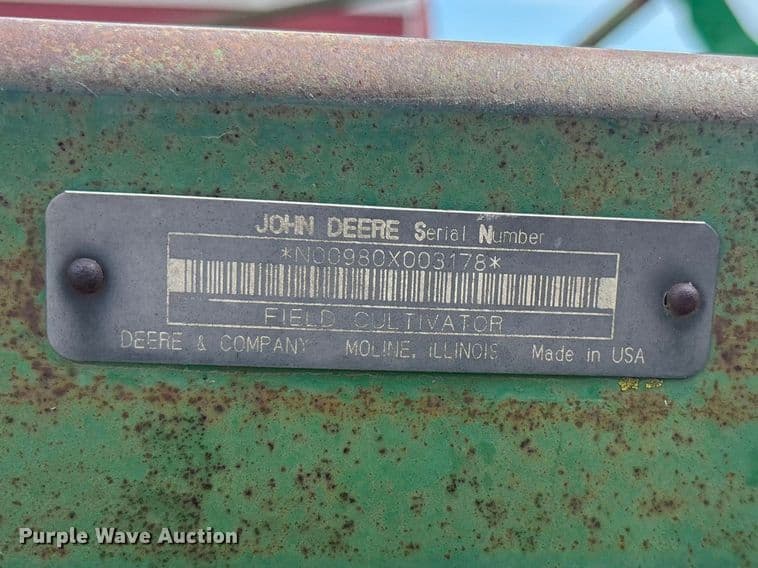 JOHN DEERE Serial Number
*N00980X003178*
FIELD CULTIVATOR
DEERE & COMPANY MOLINE, ILLINOIS Made in USA
Purple Wave Auction